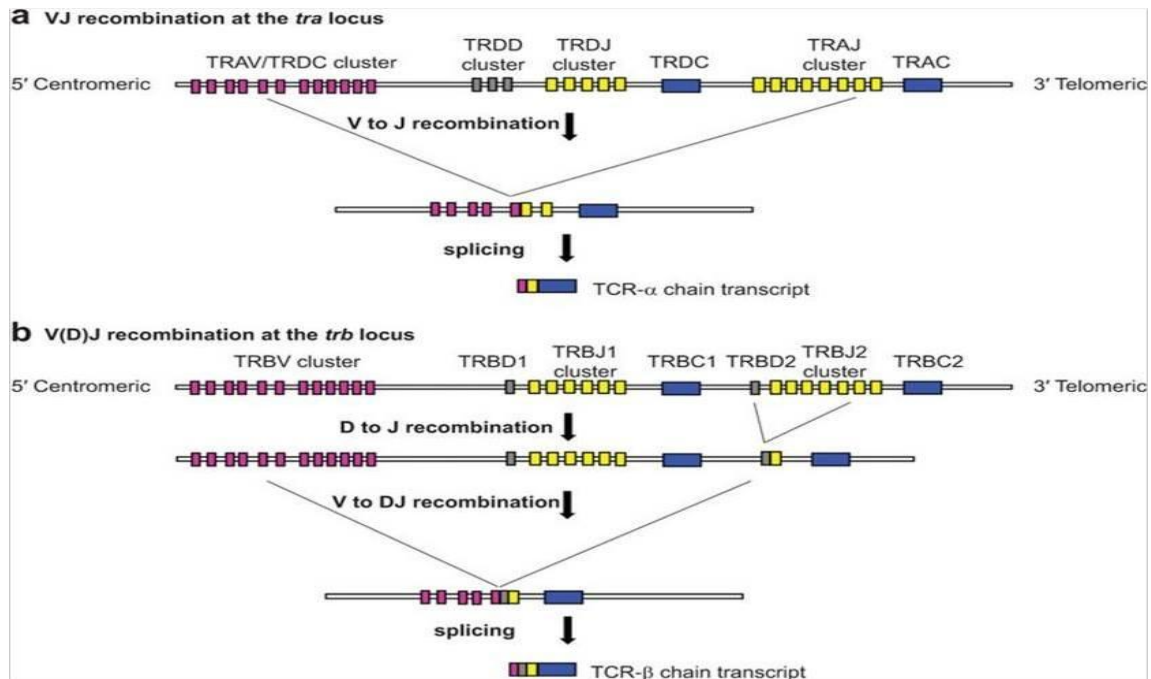 a VJ recombination at the tra locus
TRAV/TRDC cluster
TRDD
cluster
TRDJ
cluster
TRDC
TRAJ
cluster
TRAC
5′ Centromeric
3′ Telomeric
V to J recombination
splicing
TCR-α chain transcript
b V(D)J recombination at the trb locus
TRBV cluster
TRBD1
TRBJ1
cluster
TRBC1
TRBD2
TRBJ2
cluster
TRBC2
5′ Centromeric
3′ Telomeric
D to J recombination
V to DJ recombination
splicing
TCR-β chain transcript